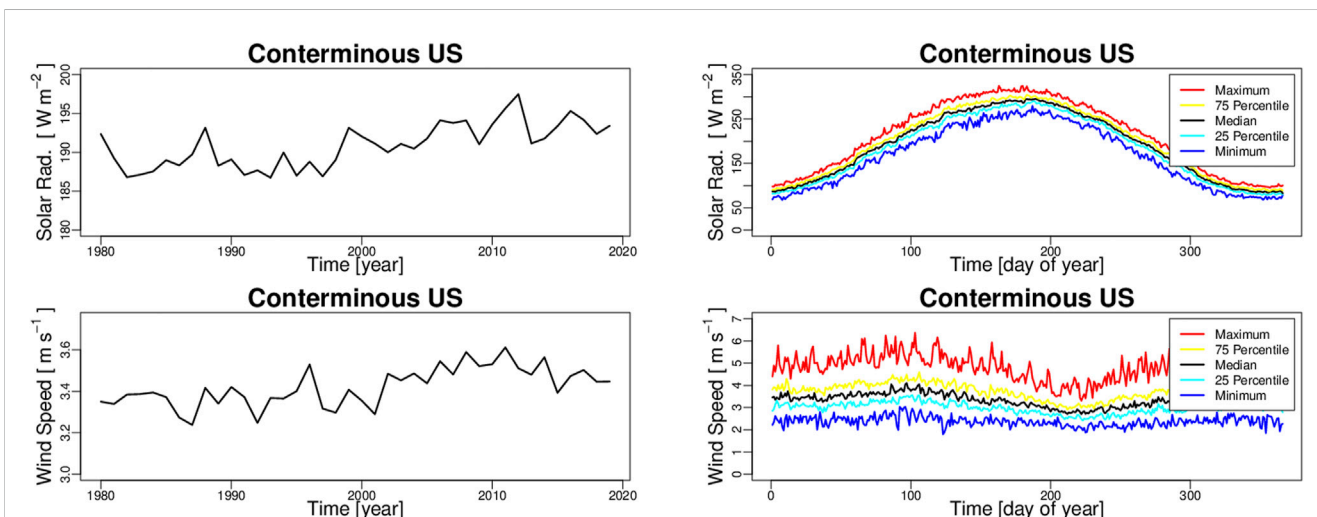 Conterminous US
Solar Rad. [ W m−2 ]
180
185
190
195
200
1980
1990
2000
2010
2020
Time [year]
Conterminous US
Solar Rad. [ W m−2 ]
0
50
150
250
350
0
100
200
300
Time [day of year]
Maximum
75 Percentile
Median
25 Percentile
Minimum
Conterminous US
Wind Speed [ m s−1 ]
3.0
3.2
3.4
3.6
1980
1990
2000
2010
2020
Time [year]
Conterminous US
Wind Speed [ m s−1 ]
0
1
2
3
4
5
6
7
0
100
200
300
Time [day of year]
Maximum
75 Percentile
Median
25 Percentile
Minimum